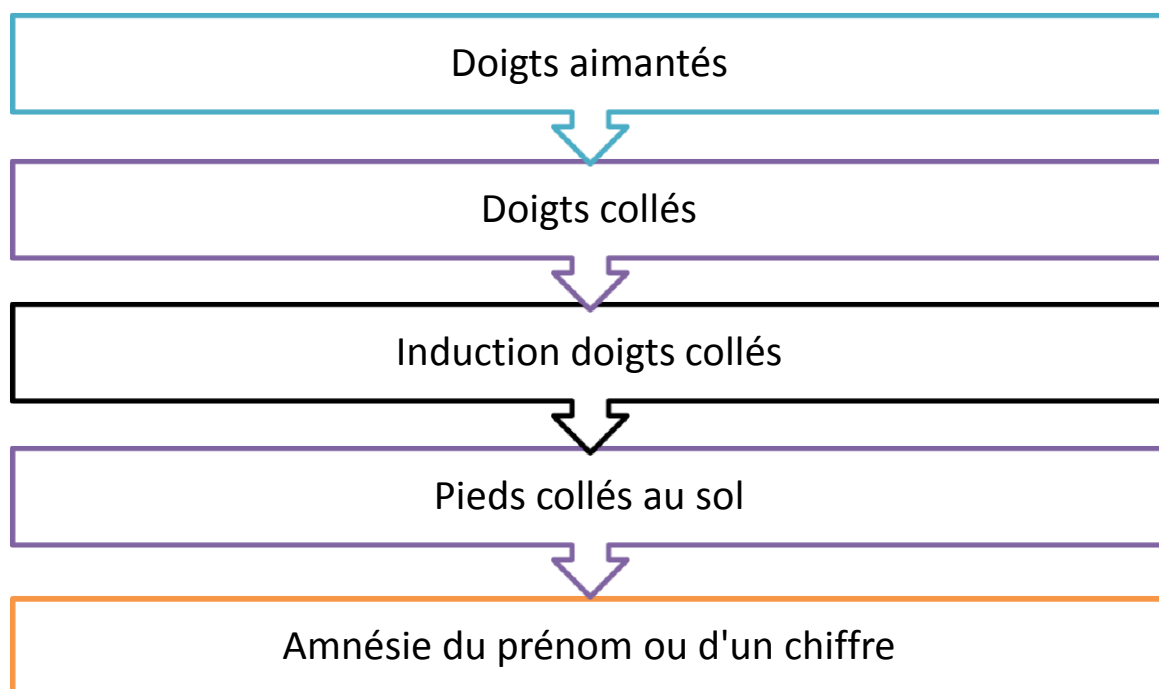 Doigts aimantés
Doigts collés
Induction doigts collés
Pieds collés au sol
Amnésie du prénom ou d'un chiffre